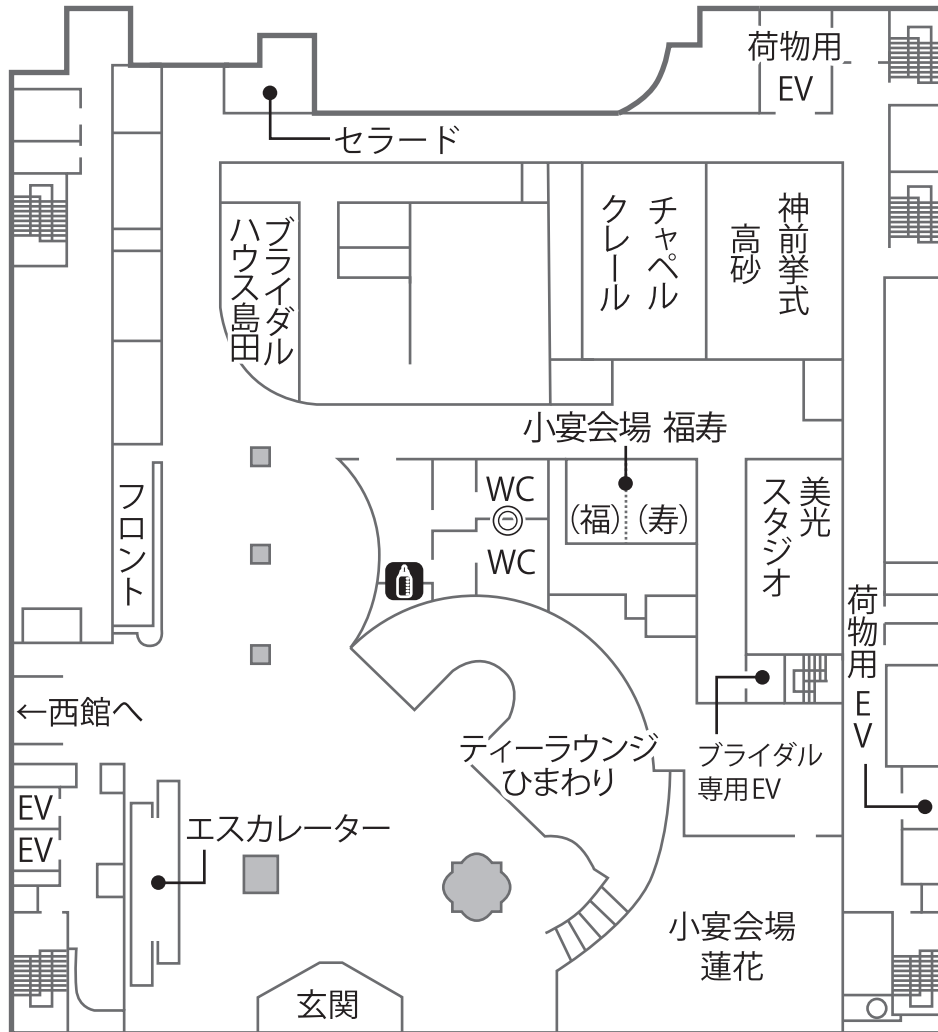 荷物用
EV
セラード
ブライダル
ハウス島田
チャペル
クレール
神前挙式
高砂
小宴会場 福寿
(福)
(寿)
WC
WC
美光
スタジオ
フロント
荷物用EV
←西館へ
ティーラウンジ
ひまわり
ブライダル
専用EV
EV
EV
エスカレーター
小宴会場
蓮花
玄関